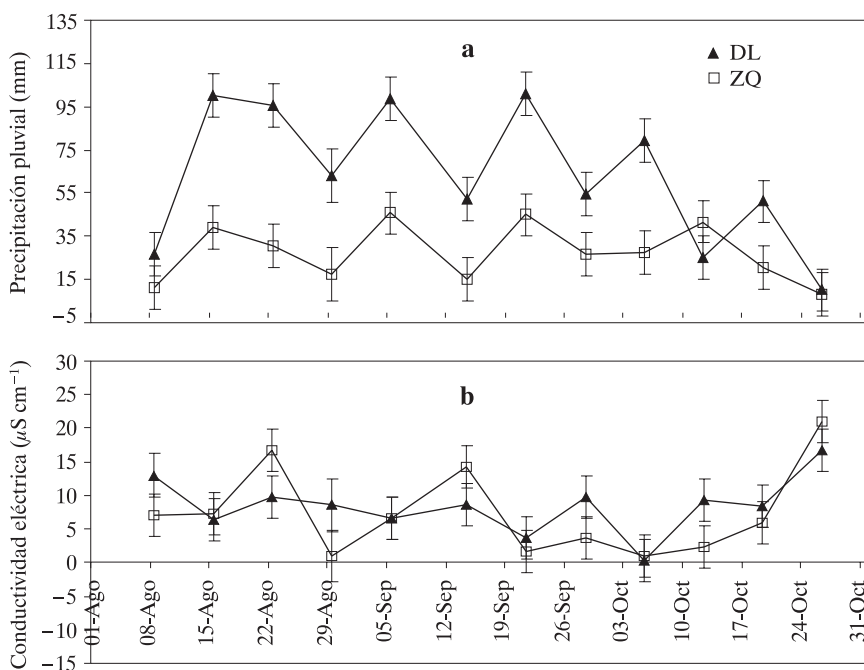 Precipitación pluvial (mm)
135
115
95
75
55
35
15
−5
a
DL
ZQ
Conductividad eléctrica (μS cm−1)
30
25
20
15
10
5
0
−5
−10
−15
b
01-Ago
08-Ago
15-Ago
22-Ago
29-Ago
05-Sep
12-Sep
19-Sep
26-Sep
03-Oct
10-Oct
17-Oct
24-Oct
31-Oct